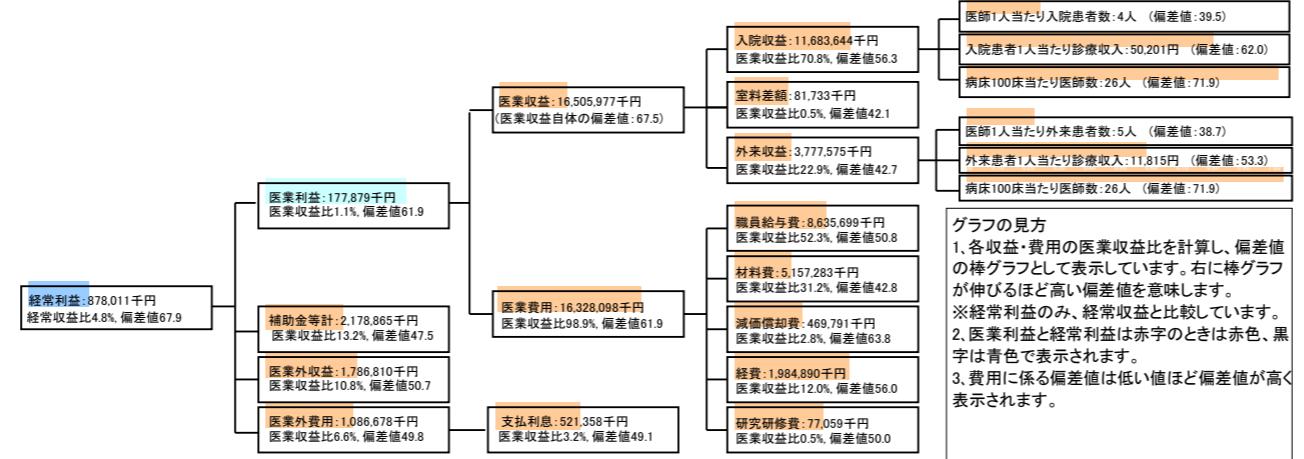 経常利益:878,011千円
経常収益比4.8%, 偏差値67.9
医業利益:177,879千円
医業収益比1.1%, 偏差値61.9
補助金等計:2,178,865千円
医業収益比13.2%, 偏差値47.5
医業外収益:1,786,810千円
医業収益比10.8%, 偏差値50.7
医業外費用:1,086,678千円
医業収益比6.6%, 偏差値49.8
医業収益:16,505,977千円
(医業収益自体の偏差値:67.5)
医業費用:16,328,098千円
医業収益比98.9%, 偏差値61.9
支払利息:521,358千円
医業収益比3.2%, 偏差値49.1
入院収益:11,683,644千円
医業収益比70.8%, 偏差値56.3
室料差額:81,733千円
医業収益比0.5%, 偏差値42.1
外来収益:3,777,575千円
医業収益比22.9%, 偏差値42.7
職員給与費:8,635,699千円
医業収益比52.3%, 偏差値50.8
材料費:5,157,283千円
医業収益比31.2%, 偏差値42.8
減価償却費:469,791千円
医業収益比2.8%, 偏差値63.8
経費:1,984,890千円
医業収益比12.0%, 偏差値56.0
研究研修費:77,059千円
医業収益比0.5%, 偏差値50.0
医師1人当たり入院患者数:4人 (偏差値:39.5)
入院患者1人当たり診療収入:50,201円 (偏差値:62.0)
病床100床当たり医師数:26人 (偏差値:71.9)
医師1人当たり外来患者数:5人 (偏差値:38.7)
外来患者1人当たり診療収入:11,815円 (偏差値:53.3)
病床100床当たり医師数:26人 (偏差値:71.9)
グラフの見方
1、各収益・費用の医業収益比を計算し、偏差値
の棒グラフとして表示しています。右に棒グラフ
が伸びるほど高い偏差値を意味します。
※経常利益のみ、経常収益と比較しています。
2、医業利益と経常利益は赤字のときは赤色、黒
字は青色で表示されます。
3、費用に係る偏差値は低い値ほど偏差値が高く
表示されます。